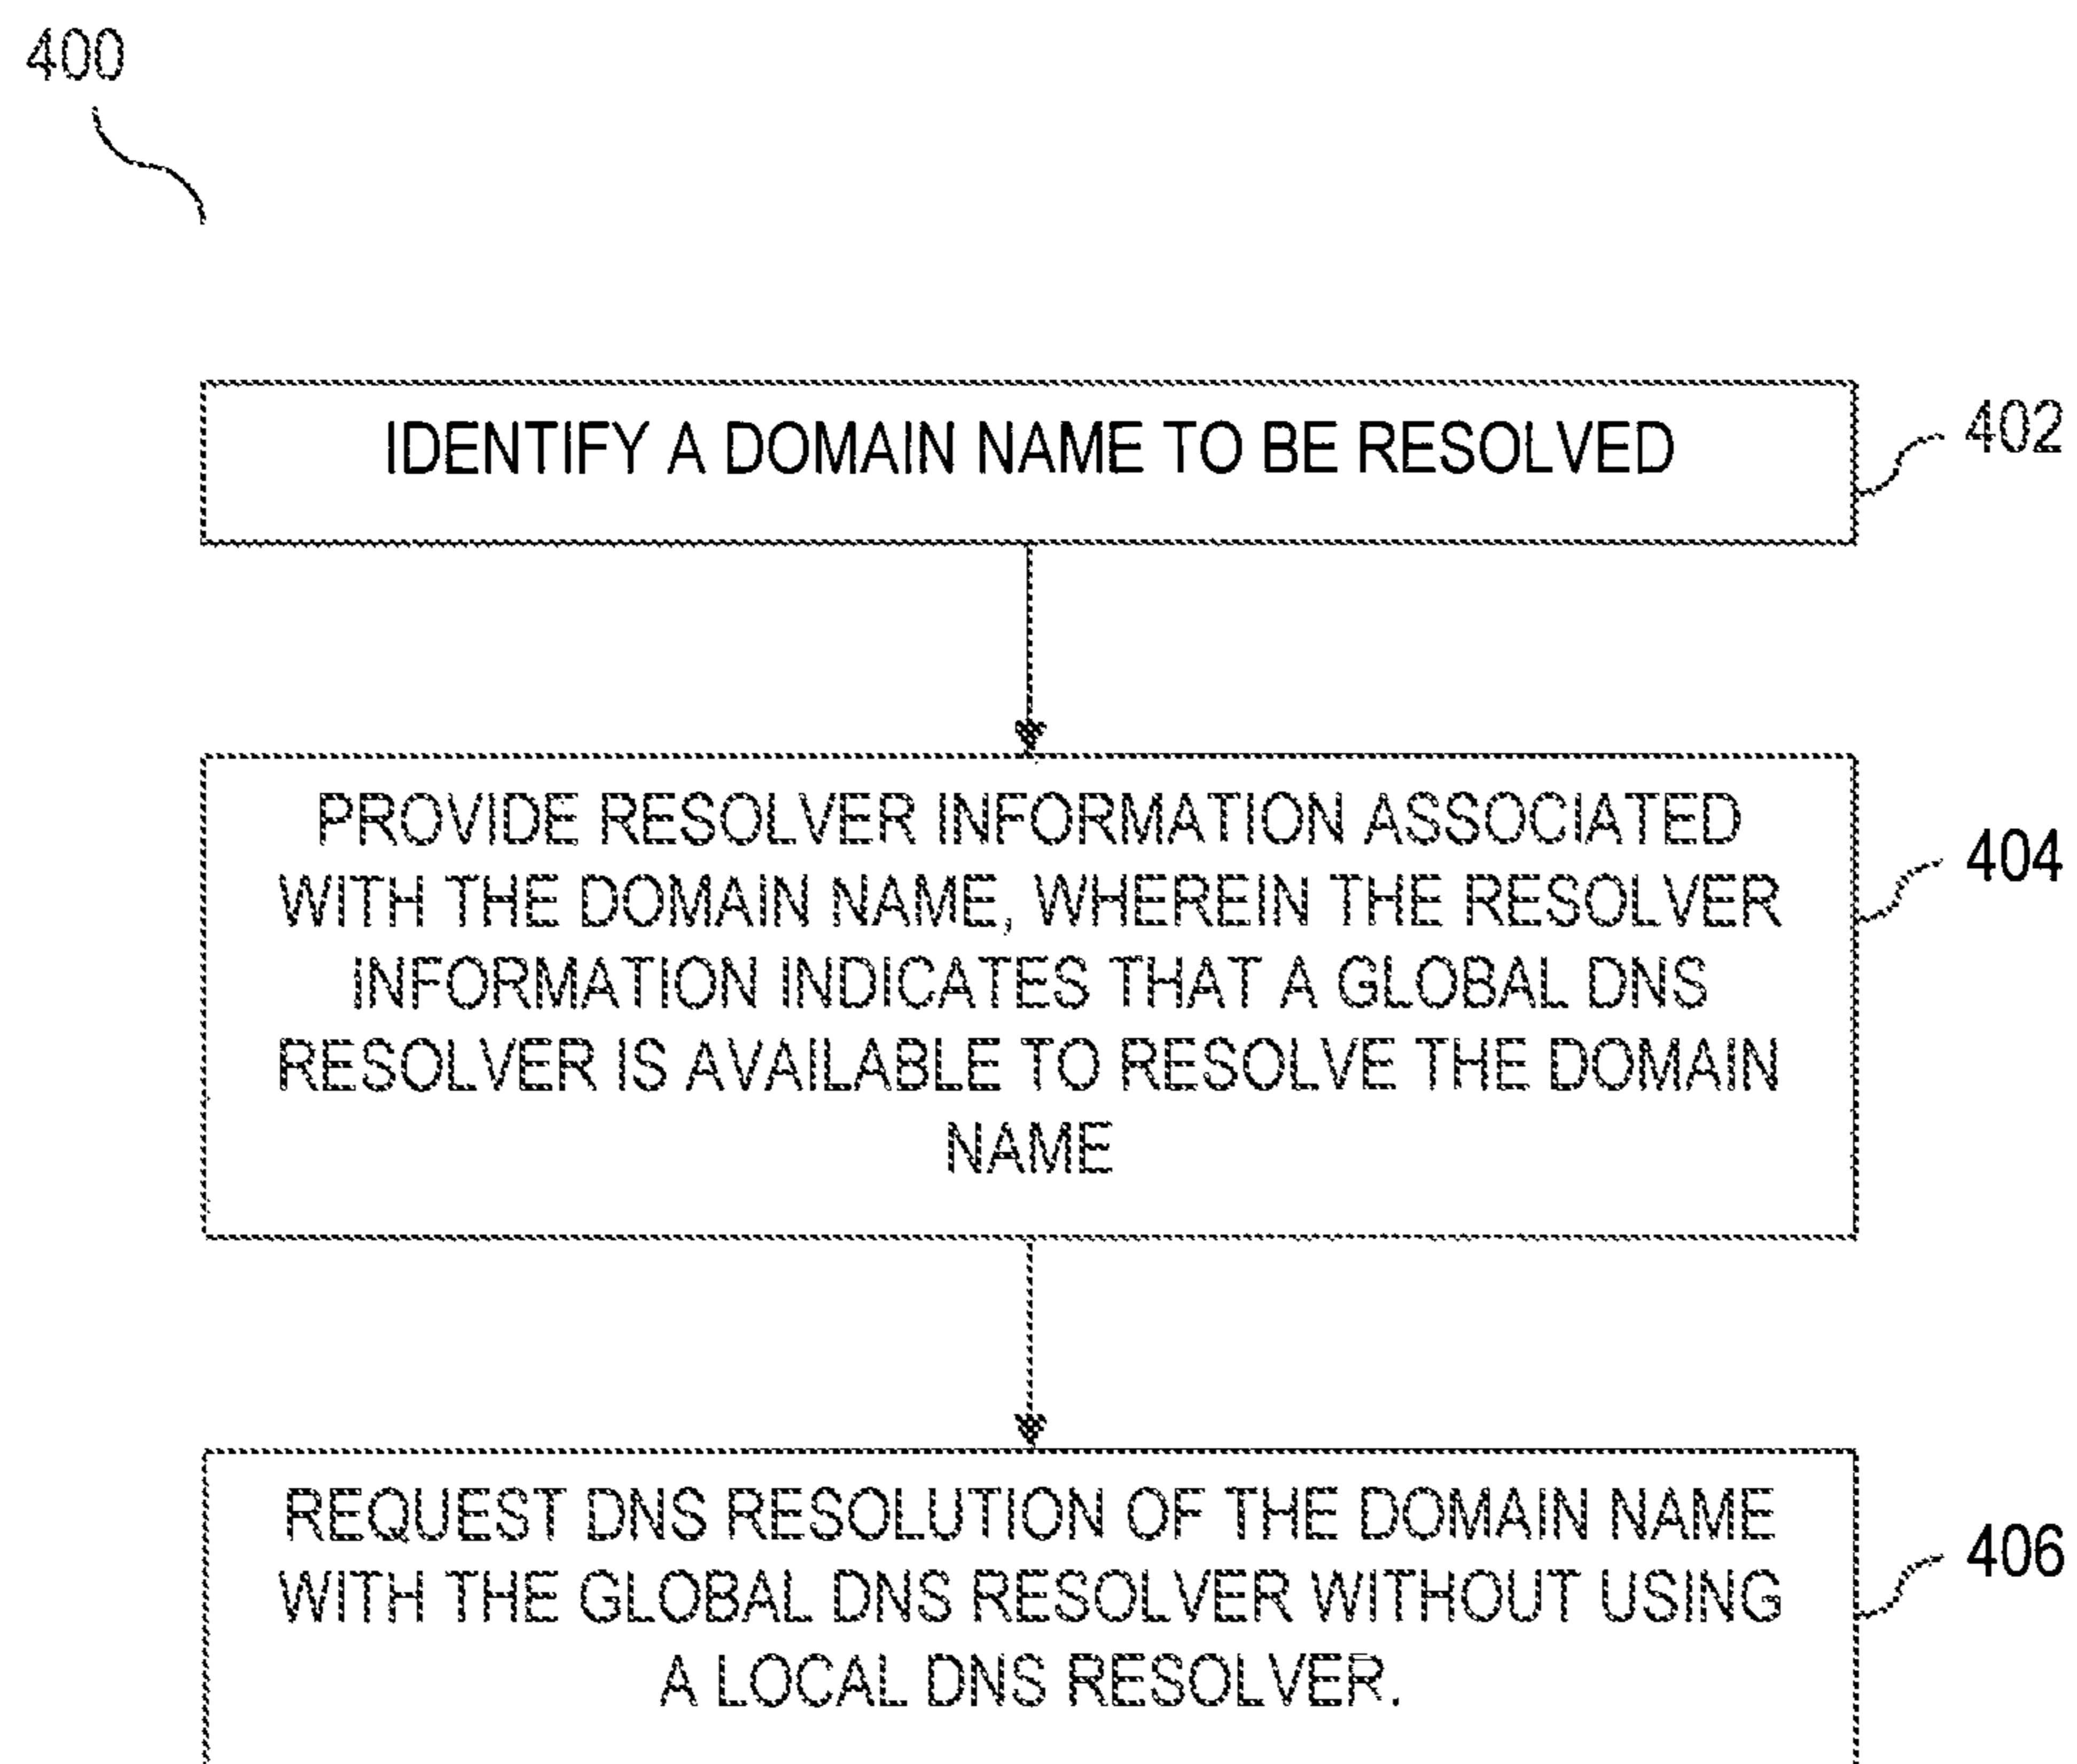 400
IDENTIFY A DOMAIN NAME TO BE RESOLVED
402
PROVIDE RESOLVER INFORMATION ASSOCIATED
WITH THE DOMAIN NAME, WHEREIN THE RESOLVER
INFORMATION INDICATES THAT A GLOBAL DNS
RESOLVER IS AVAILABLE TO RESOLVE THE DOMAIN
NAME
404
REQUEST DNS RESOLUTION OF THE DOMAIN NAME
WITH THE GLOBAL DNS RESOLVER WITHOUT USING
A LOCAL DNS RESOLVER.
406